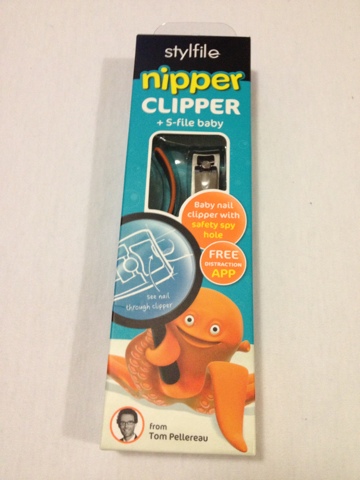 stylfile
nipper
CLIPPER
+ S-file baby
Baby nail
clipper with
safety spy
hole
FREE
DISTRACTION
APP
see nail
through clipper
from
Tom Pellereau